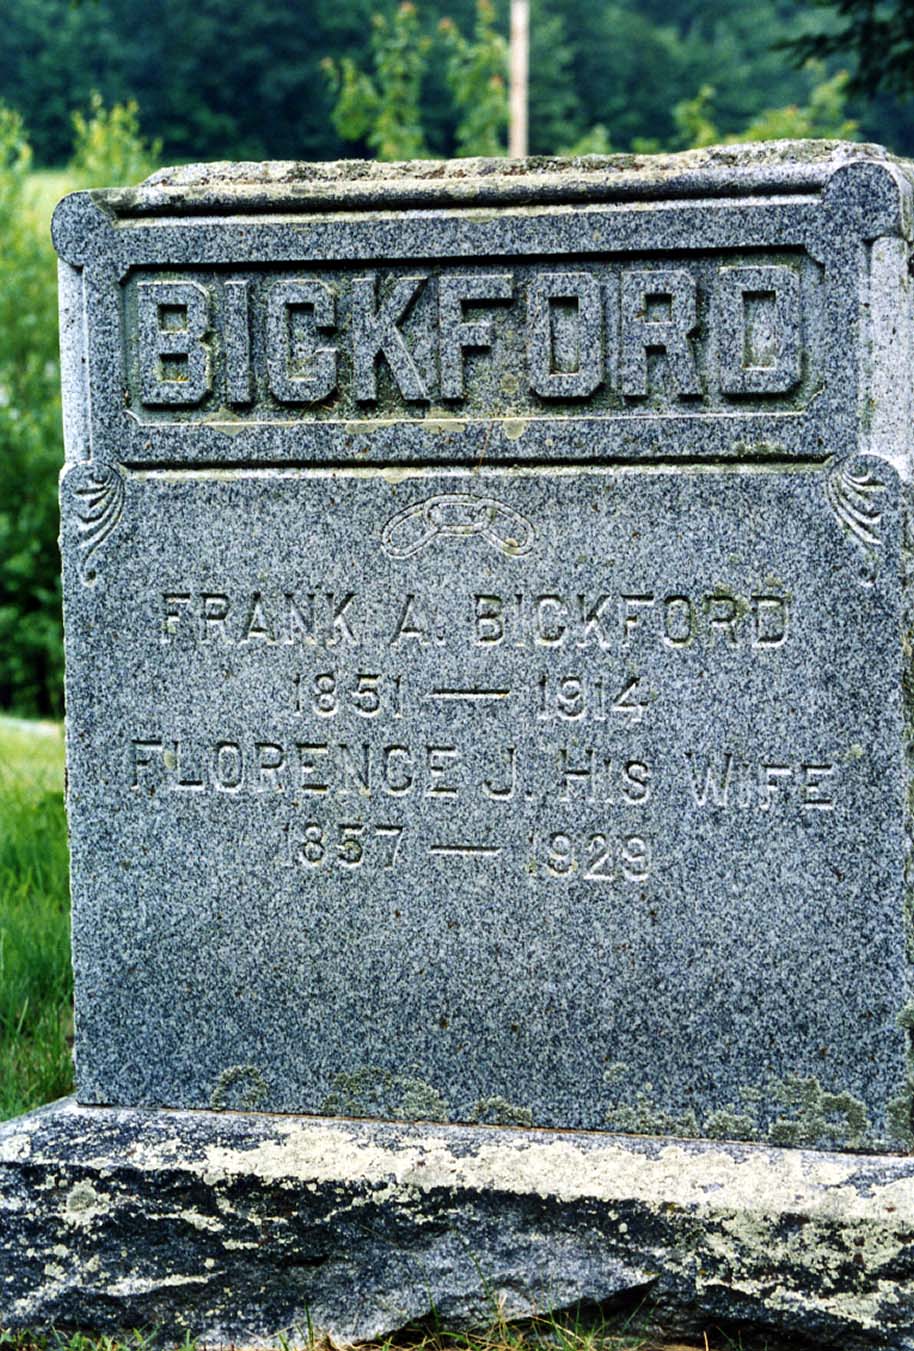 BICKFORD
FRANK A. BICKFORD
1851 — 1914
FLORENCE J. HIS WIFE
1857 — 1929